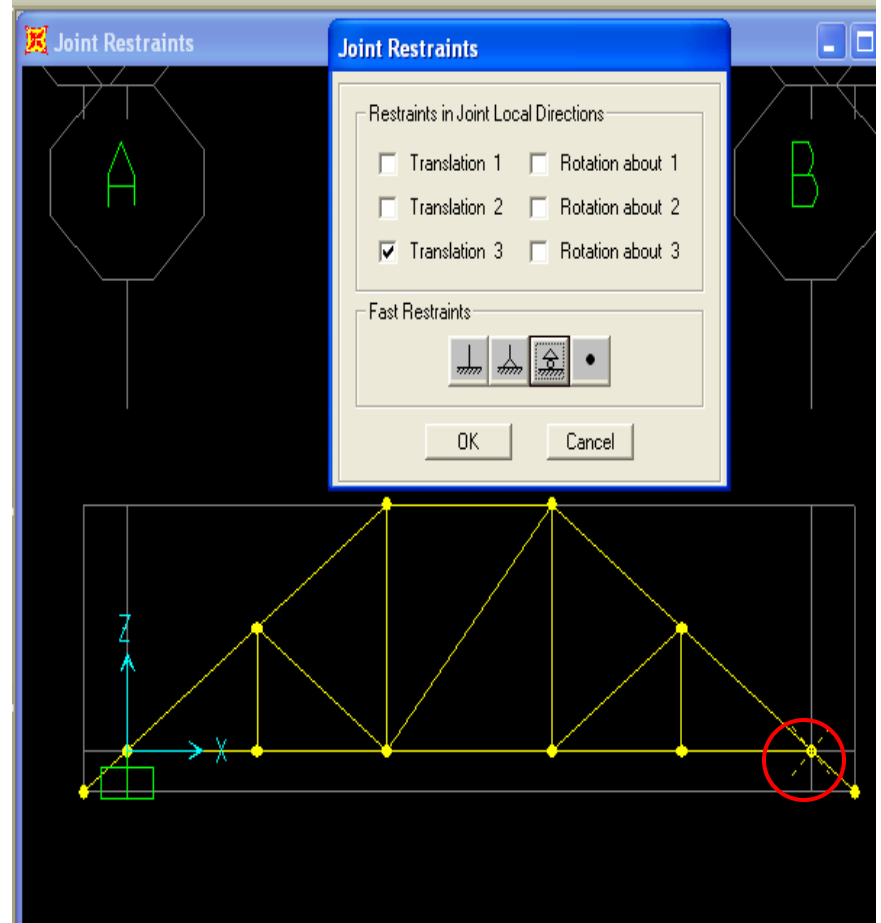 Joint Restraints
Joint Restraints
Restraints in Joint Local Directions
Translation 1 Rotation about 1
Translation 2 Rotation about 2
Translation 3 Rotation about 3
Fast Restraints
OK Cancel
A B
Z
X